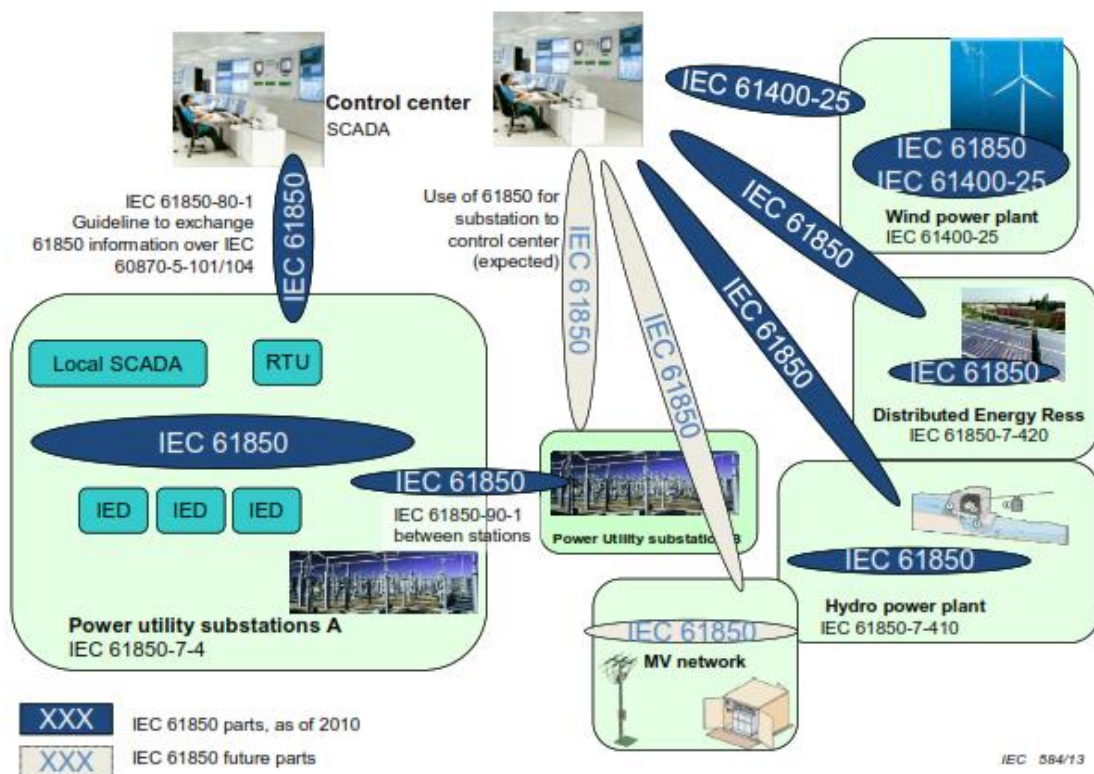 Control center
SCADA
IEC 61850-80-1
Guideline to exchange
61850 information over IEC
60870-5-101/104
IEC 61850
Use of 61850 for
substation to
control center
(expected)
IEC 61850
IEC 61850
IEC 61400-25
IEC 61850
IEC 61850
IEC 61850
IEC 61400-25
Wind power plant
IEC 61400-25
IEC 61850
Distributed Energy Ress
IEC 61850-7-420
IEC 61850
Hydro power plant
IEC 61850-7-410
Local SCADA
RTU
IEC 61850
IED
IED
IED
Power utility substations A
IEC 61850-7-4
IEC 61850
IEC 61850-90-1
between stations
Power Utility substation B
IEC 61850
MV network
XXX
IEC 61850 parts, as of 2010
XXX
IEC 61850 future parts
IEC 584/13